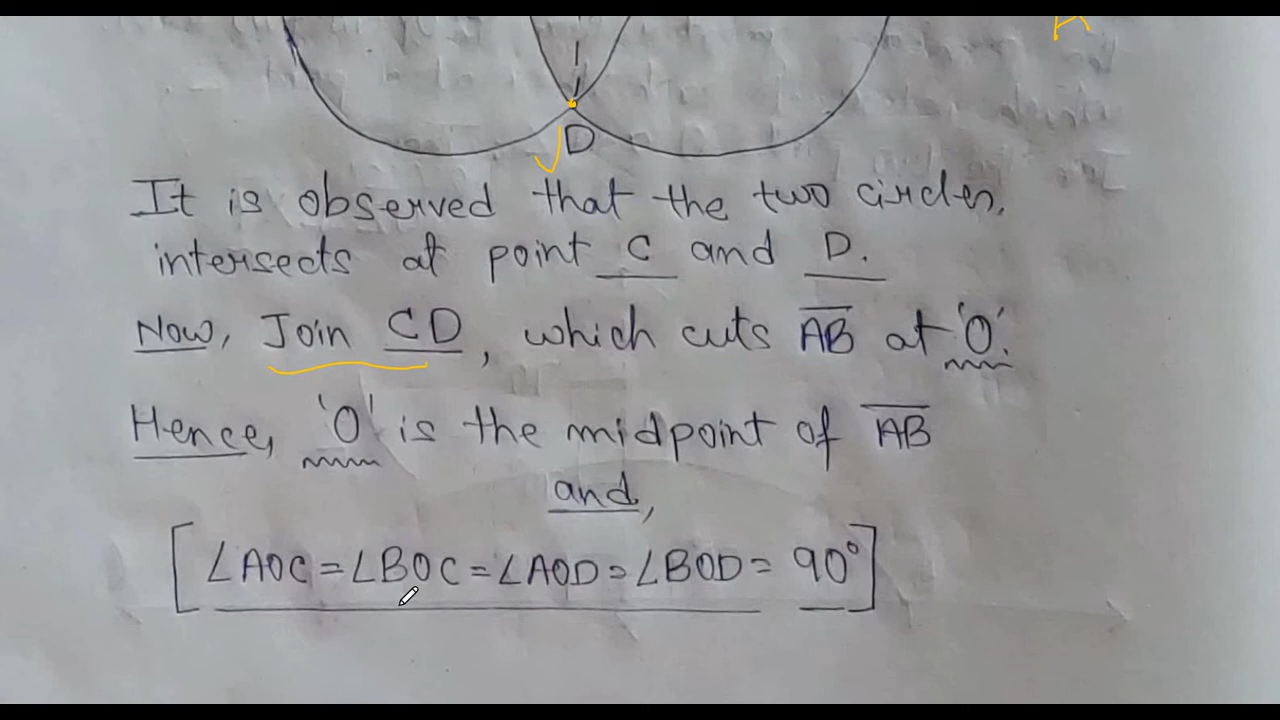 A
D
It is observed that the two circles,
intersects at point C and D.
Now, Join CD, which cuts AB at 'O'.
Hence, 'O' is the midpoint of AB
and,
[∠AOC = ∠BOC = ∠AOD = ∠BOD = 90°]